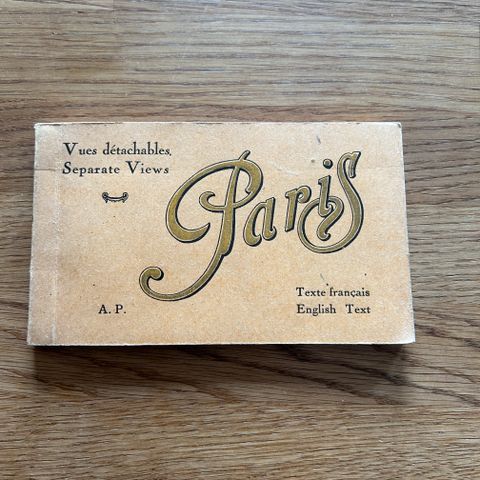 Vues détachables.
Separate Views
Paris
A. P.
Texte français
English Text